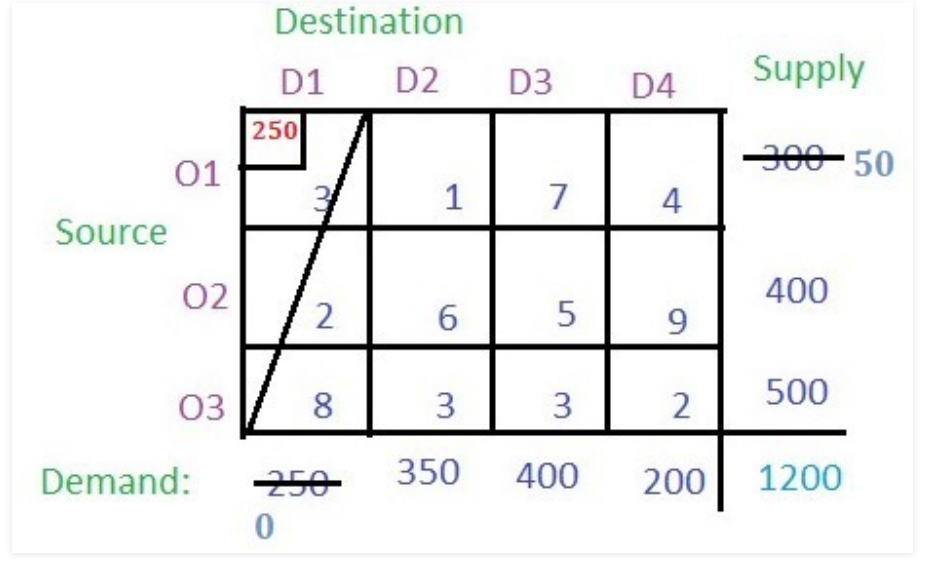 Destination
D1 D2 D3 D4 Supply
250
O1 3 1 7 4 300 50
Source
O2 2 6 5 9 400
O3 8 3 3 2 500
Demand: 250 350 400 200 1200
0